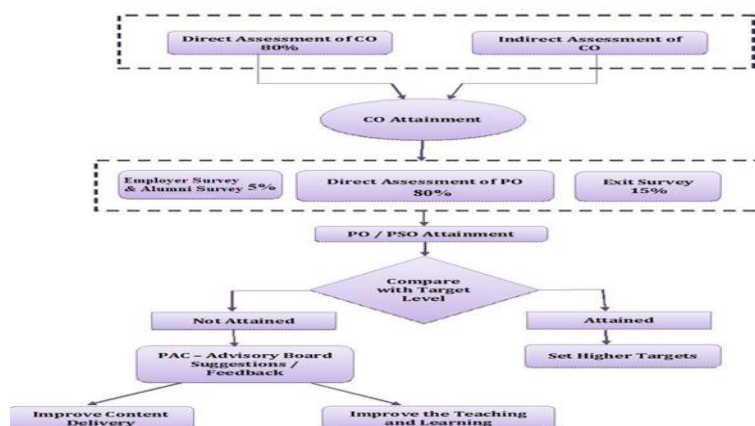 Direct Assessment of CO
80%
Indirect Assessment of
CO
CO Attainment
Employer Survey
& Alumni Survey 5%
Direct Assessment of PO
80%
Exit Survey
15%
PO / PSO Attainment
Compare
with Target
Level
Not Attained
Attained
PAC – Advisory Board
Suggestions /
Feedback
Set Higher Targets
Improve Content
Delivery
Improve the Teaching
and Learning